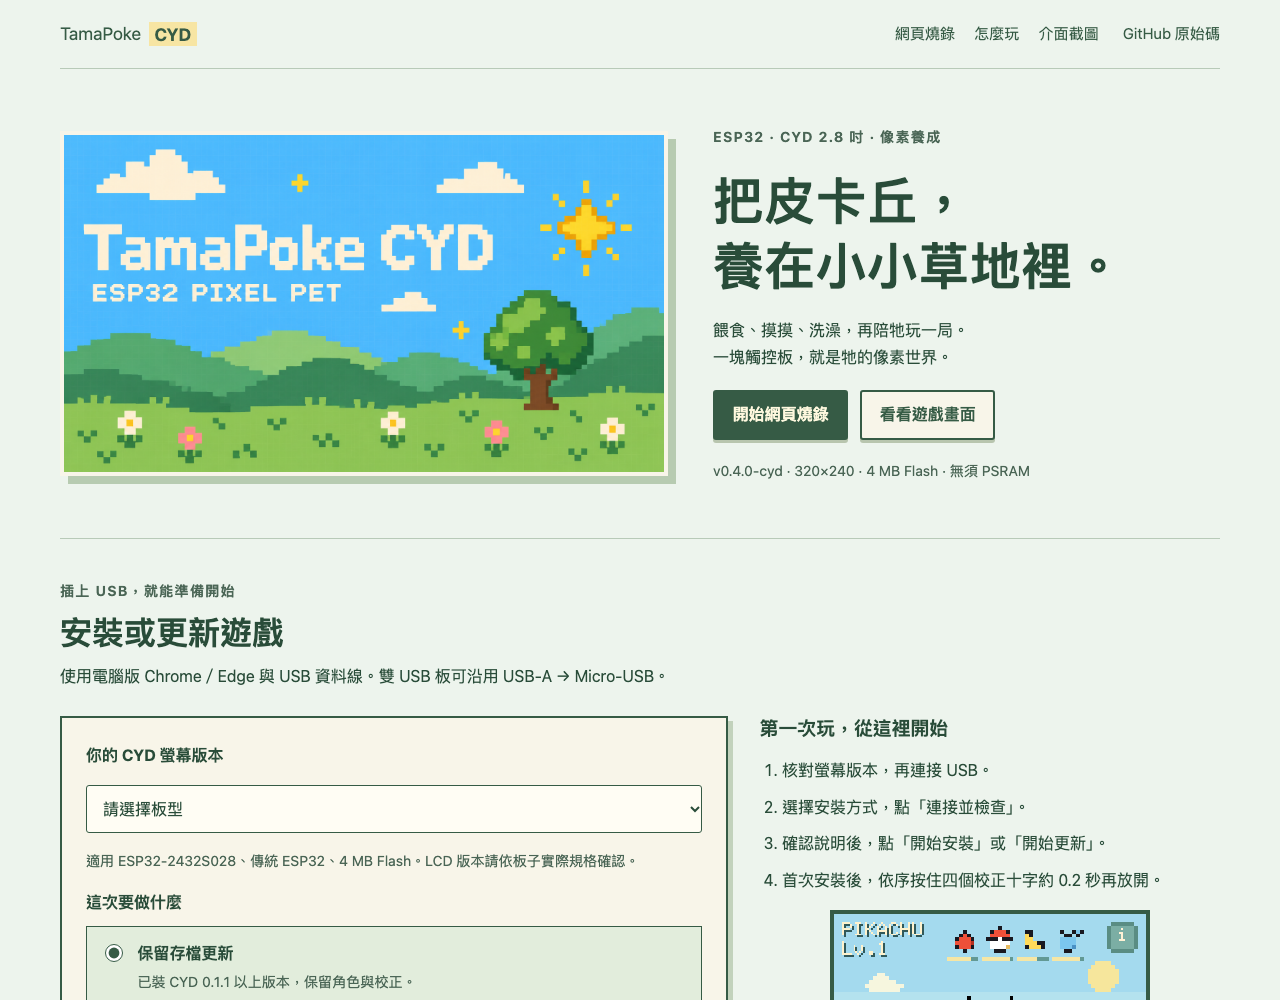 TamaPoke CYD
網頁燒錄 怎麼玩 介面截圖 GitHub 原始碼
TamaPoke CYD
ESP32 PIXEL PET
ESP32 · CYD 2.8 吋 · 像素養成
把皮卡丘，
養在小小草地裡。
餵食、摸摸、洗澡，再陪牠玩一局。
一塊觸控板，就是牠的像素世界。
開始網頁燒錄 看看遊戲畫面
v0.4.0-cyd · 320×240 · 4 MB Flash · 無須 PSRAM
插上 USB，就能準備開始
安裝或更新遊戲
使用電腦版 Chrome / Edge 與 USB 資料線。雙 USB 板可沿用 USB-A → Micro-USB。
你的 CYD 螢幕版本
請選擇板型
適用 ESP32-2432S028、傳統 ESP32、4 MB Flash。LCD 版本請依板子實際規格確認。
這次要做什麼
保留存檔更新
已裝 CYD 0.1.1 以上版本，保留角色與校正。
第一次玩，從這裡開始
1. 核對螢幕版本，再連接 USB。
2. 選擇安裝方式，點「連接並檢查」。
3. 確認說明後，點「開始安裝」或「開始更新」。
4. 首次安裝後，依序按住四個校正十字約 0.2 秒再放開。
PIKACHU
Lv.1
i